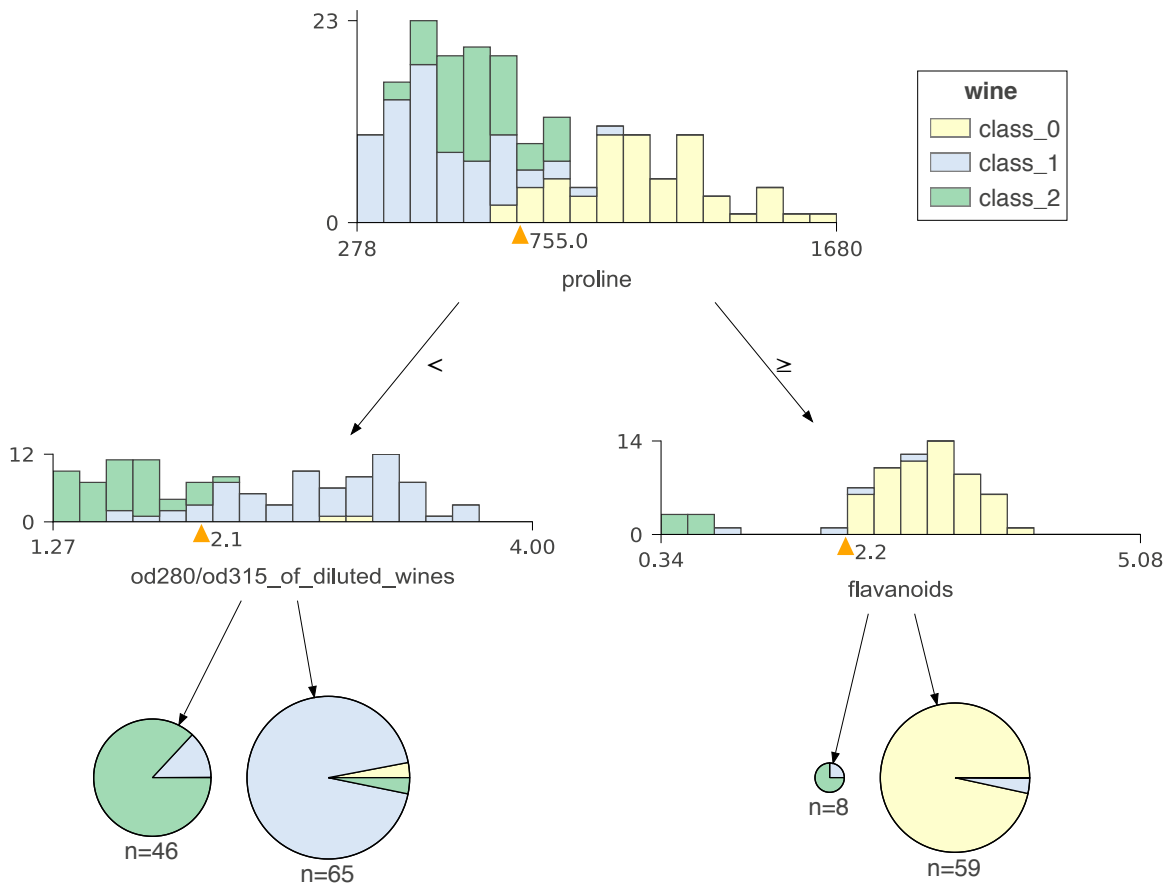 23
0
278
755.0
1680
proline
wine
class_0
class_1
class_2
<
≥
12
0
1.27
2.1
4.00
od280/od315_of_diluted_wines
14
0
0.34
2.2
5.08
flavanoids
n=46
n=65
n=8
n=59